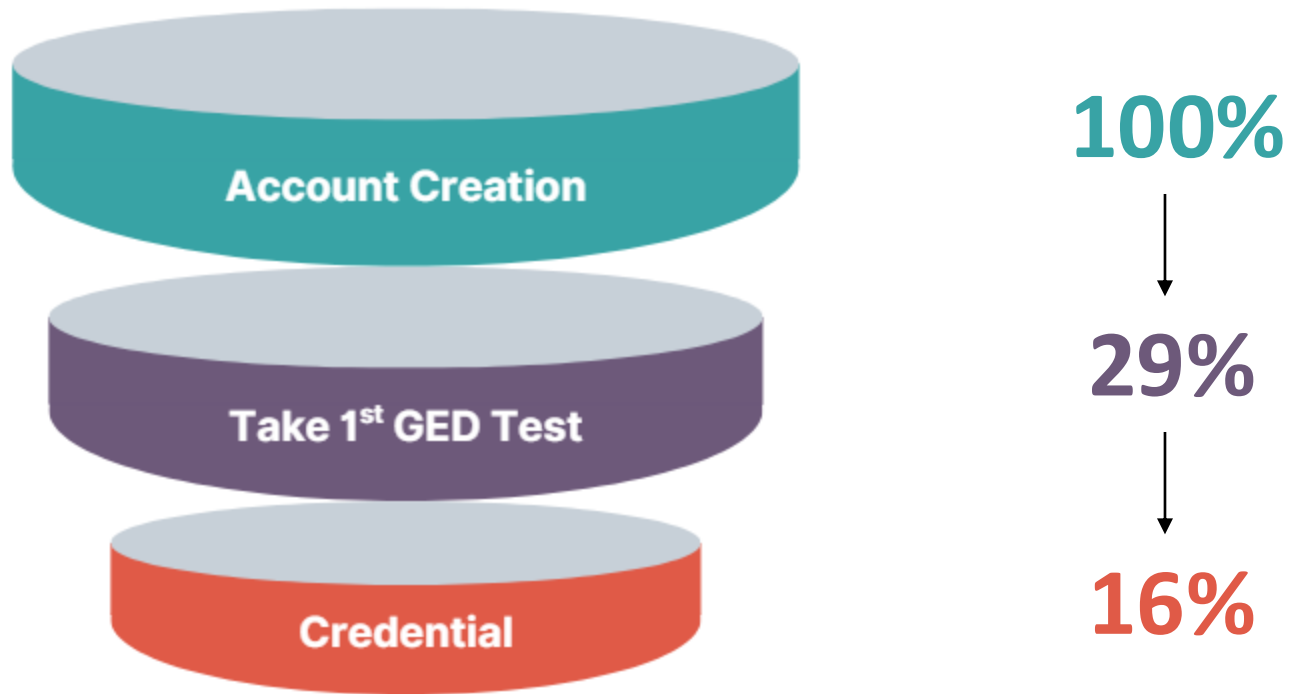 100%
Account Creation
29%
Take 1st GED Test
16%
Credential